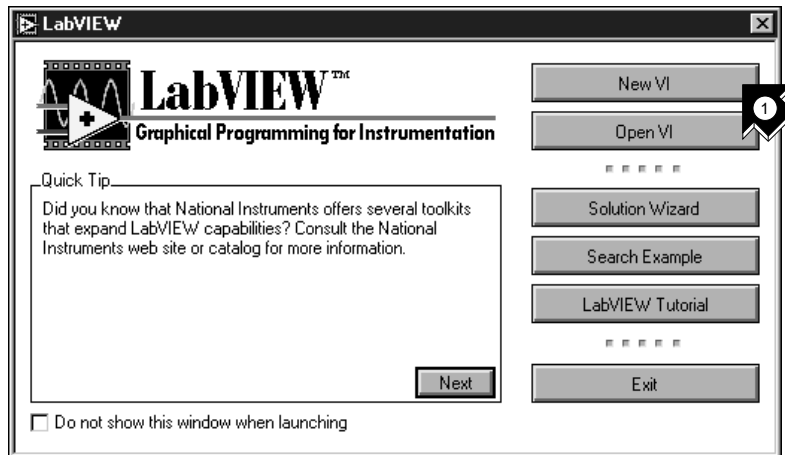 LabVIEW
LabVIEW™
Graphical Programming for Instrumentation
Quick Tip
Did you know that National Instruments offers several toolkits
that expand LabVIEW capabilities? Consult the National
Instruments web site or catalog for more information.
Next
Do not show this window when launching
New VI
1
Open VI
Solution Wizard
Search Example
LabVIEW Tutorial
Exit